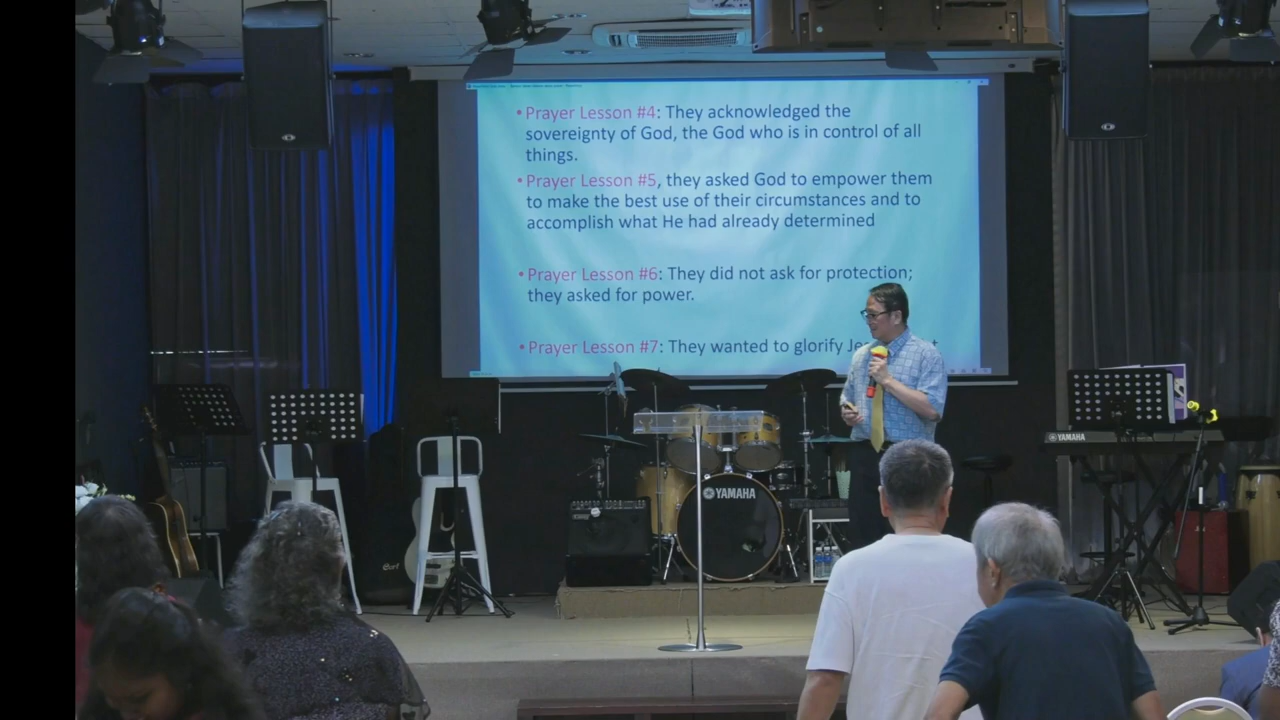 • Prayer Lesson #4: They acknowledged the
sovereignty of God, the God who is in control of all
things.
• Prayer Lesson #5, they asked God to empower them
to make the best use of their circumstances and to
accomplish what He had already determined
• Prayer Lesson #6: They did not ask for protection;
they asked for power.
• Prayer Lesson #7: They wanted to glorify
YAMAHA
YAMAHA
Cort